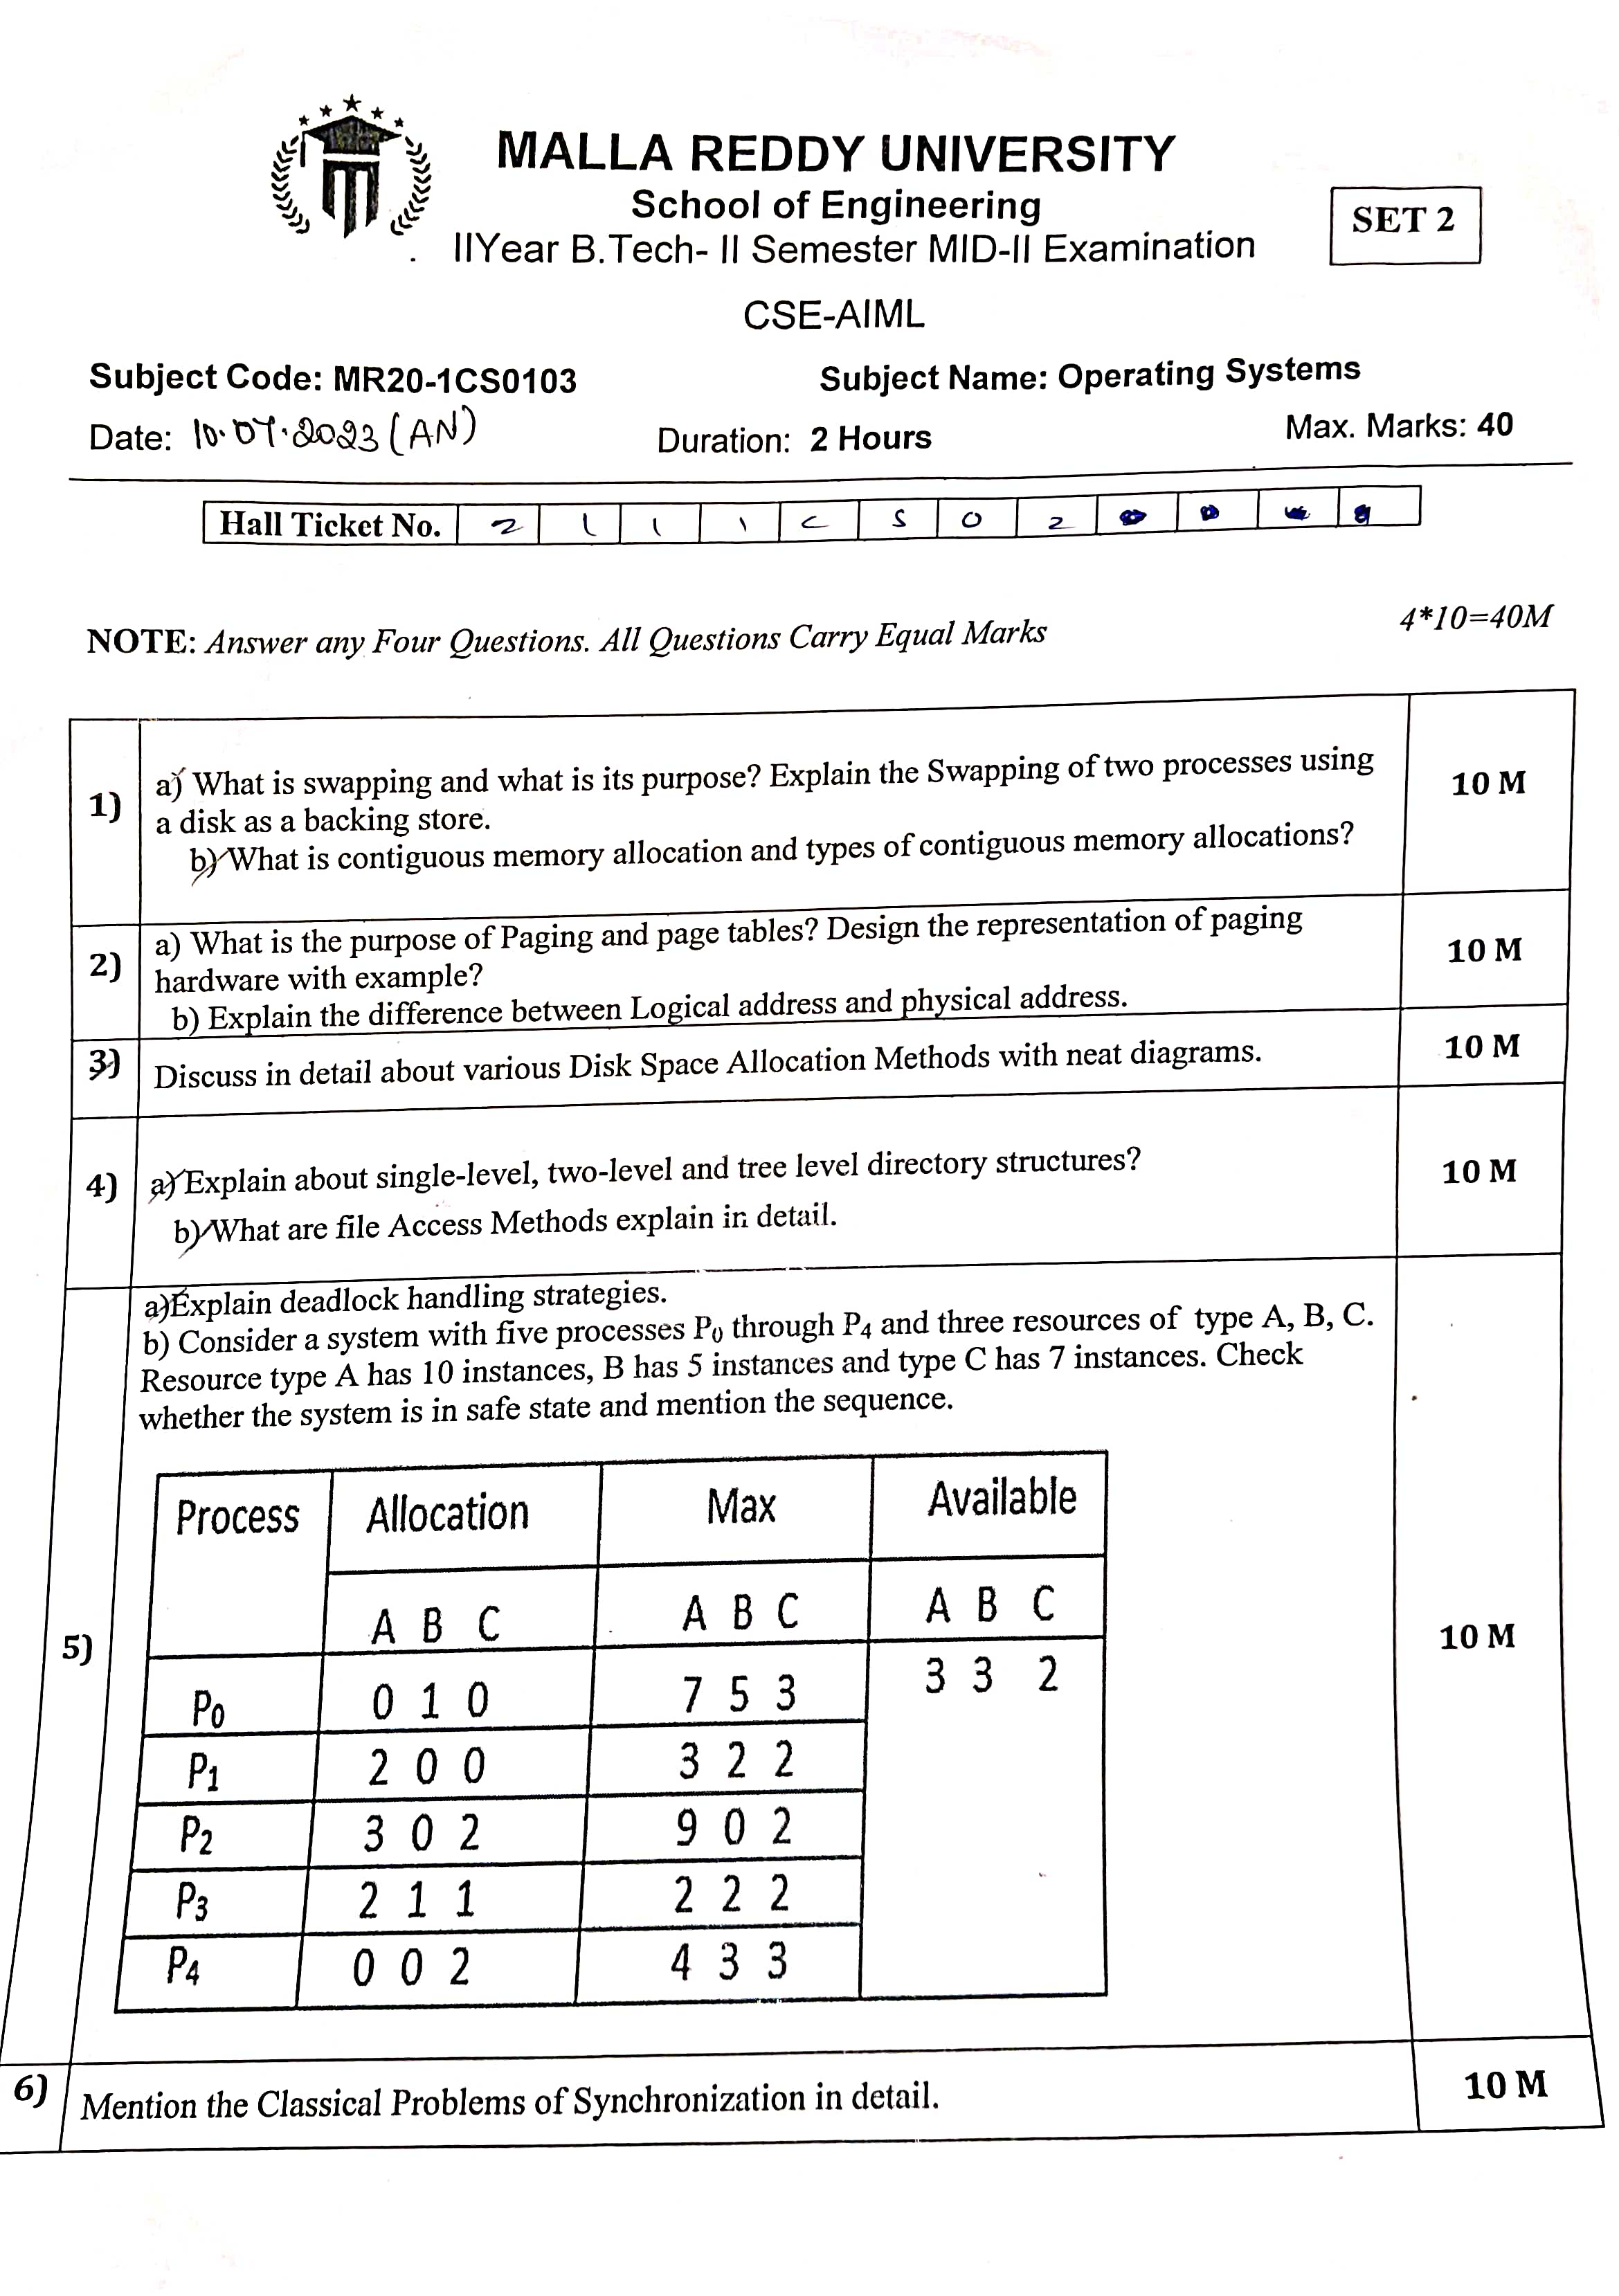 MALLA REDDY UNIVERSITY
School of Engineering
SET 2
IIYear B.Tech- II Semester MID-II Examination
CSE-AIML
Subject Code: MR20-1CS0103 Subject Name: Operating Systems
Date: 10.07.2023 (AN) Duration: 2 Hours Max. Marks: 40
Hall Ticket No. 2 1 1 1 C S 0 2
NOTE: Answer any Four Questions. All Questions Carry Equal Marks 4*10=40M
1) a) What is swapping and what is its purpose? Explain the Swapping of two processes using 10 M
a disk as a backing store.
b) What is contiguous memory allocation and types of contiguous memory allocations?
2) a) What is the purpose of Paging and page tables? Design the representation of paging 10 M
hardware with example?
b) Explain the difference between Logical address and physical address.
3) Discuss in detail about various Disk Space Allocation Methods with neat diagrams. 10 M
4) a) Explain about single-level, two-level and tree level directory structures? 10 M
b) What are file Access Methods explain in detail.
5) a)Explain deadlock handling strategies. 10 M
b) Consider a system with five processes P0 through P4 and three resources of type A, B, C.
Resource type A has 10 instances, B has 5 instances and type C has 7 instances. Check
whether the system is in safe state and mention the sequence.
Process Allocation Max Available
A B C A B C A B C
P0 0 1 0 7 5 3 3 3 2
P1 2 0 0 3 2 2
P2 3 0 2 9 0 2
P3 2 1 1 2 2 2
P4 0 0 2 4 3 3
6) Mention the Classical Problems of Synchronization in detail. 10 M